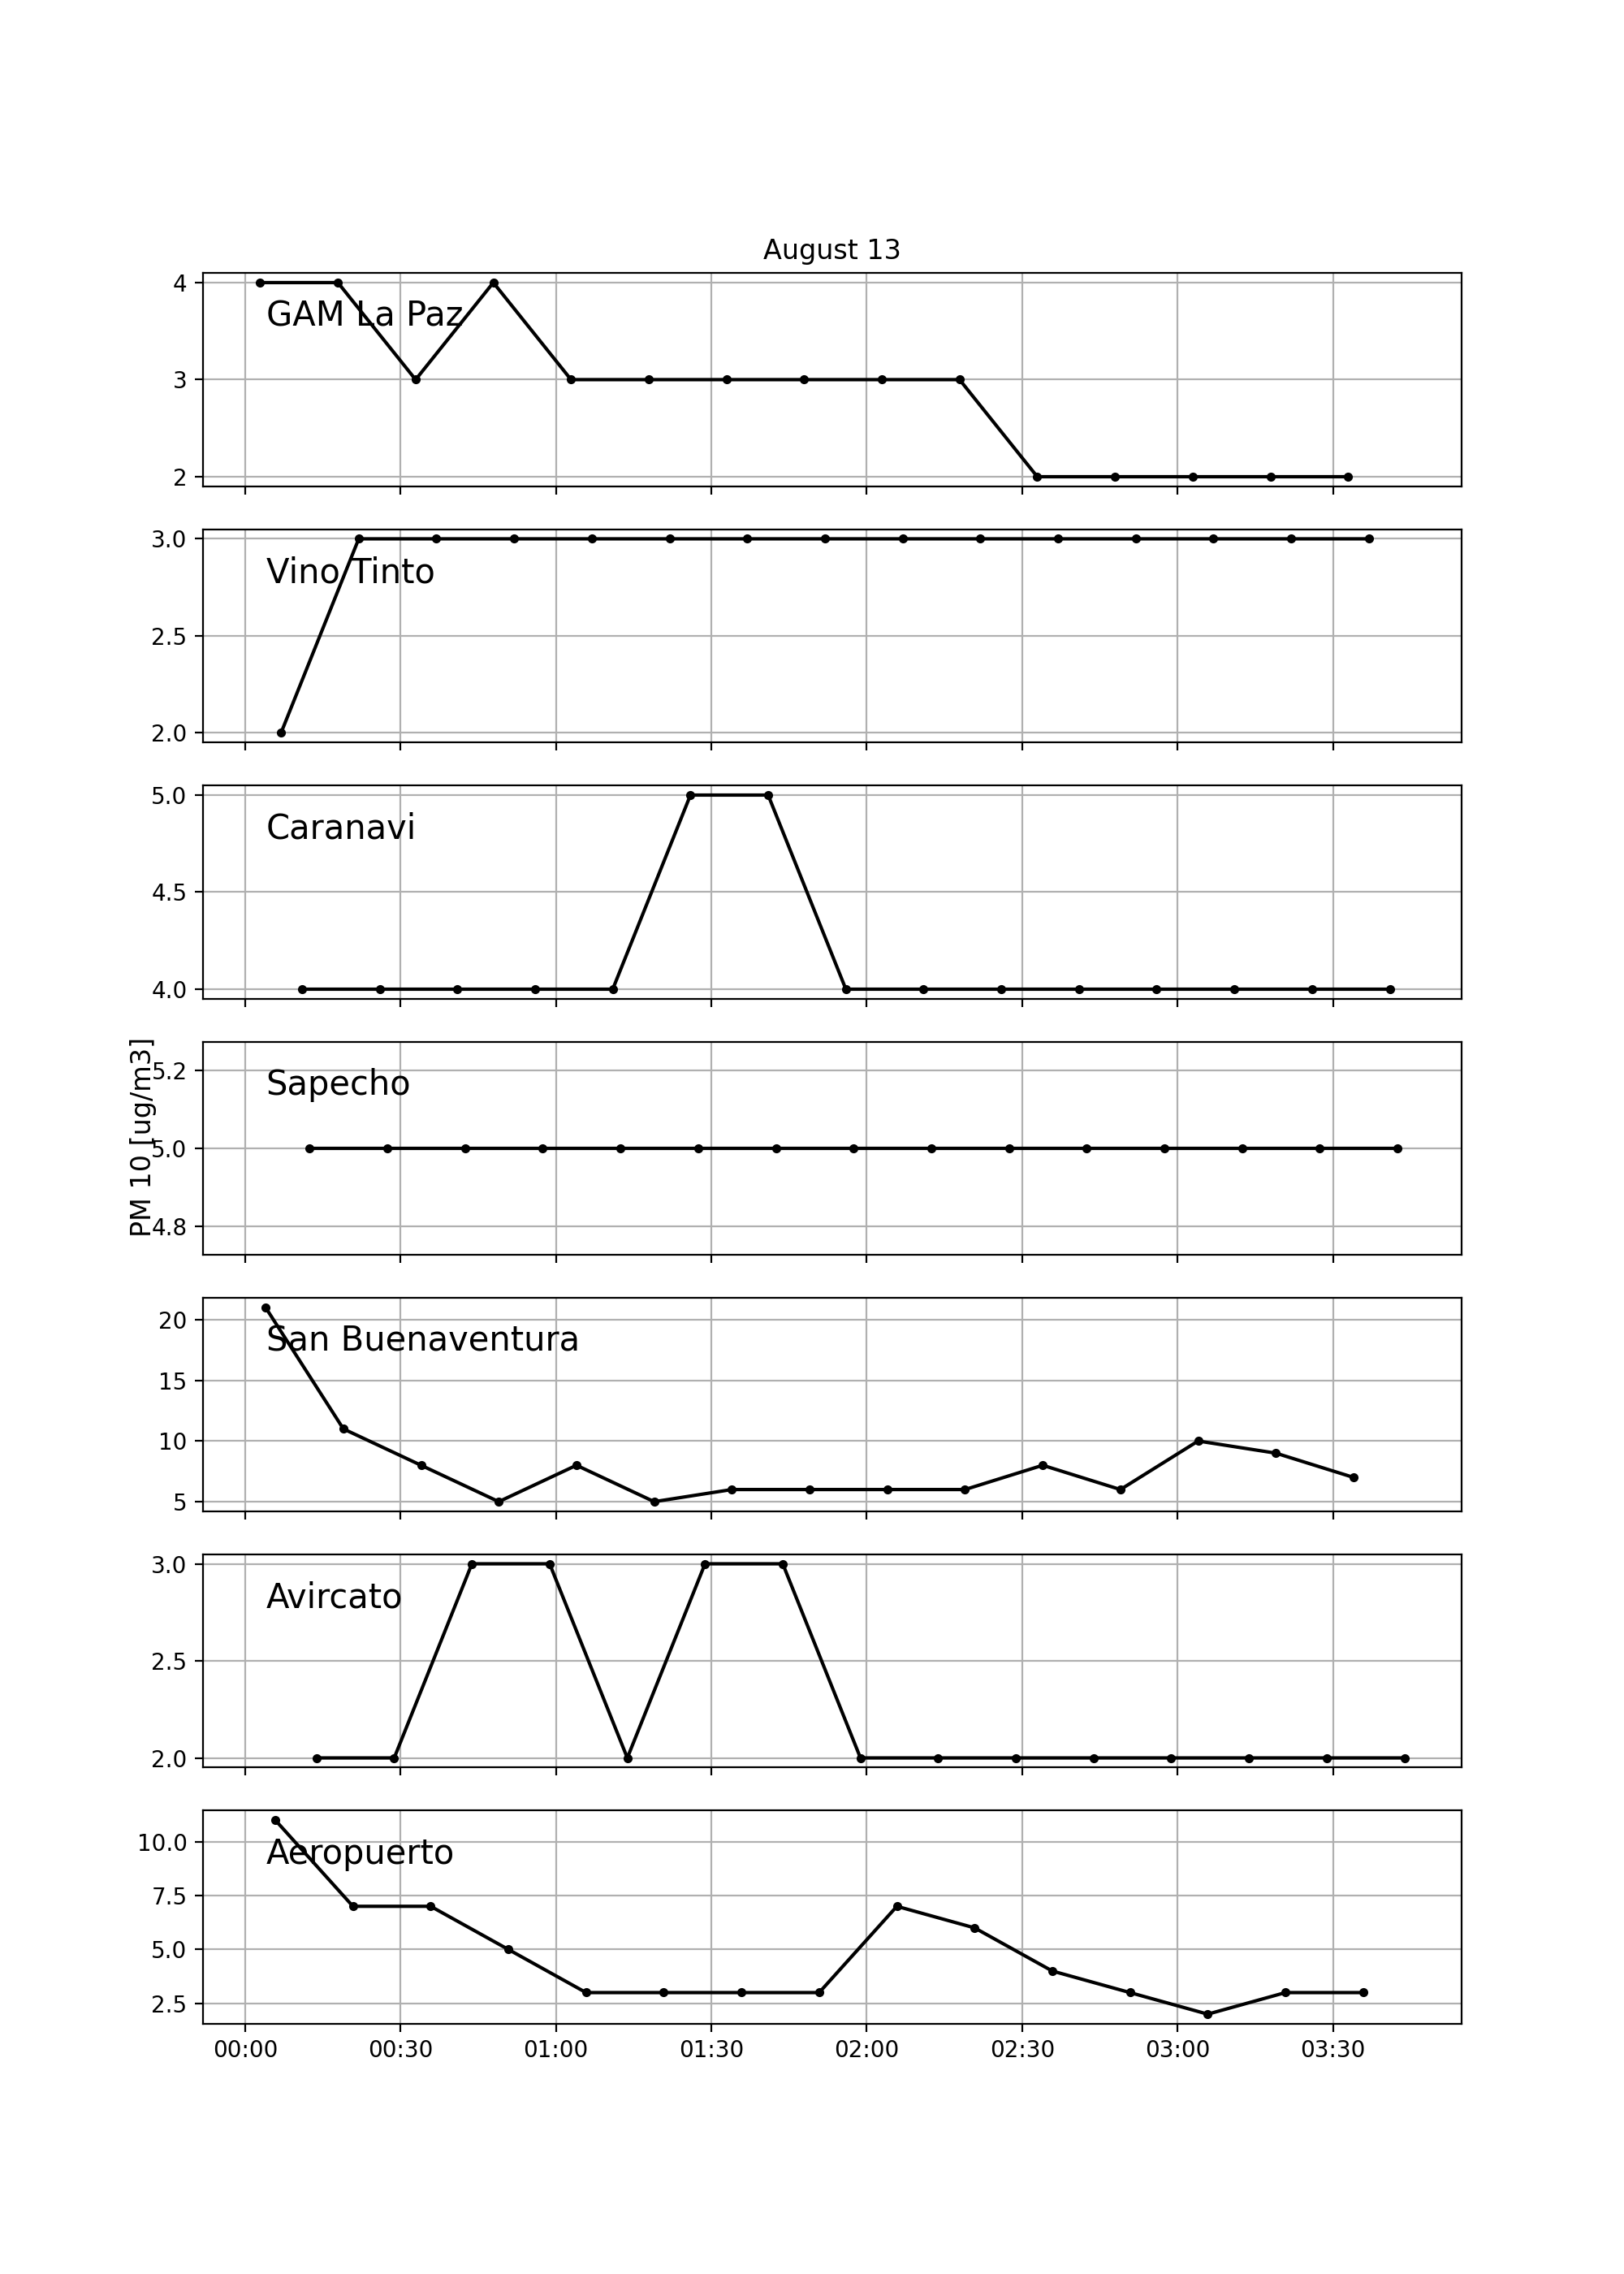 August 13
4
GAM La Paz
3
2
3.0
Vino Tinto
2.5
2.0
5.0
Caranavi
4.5
4.0
PM 10 [ug/m3]
5.2
Sapecho
5.0
4.8
20
San Buenaventura
15
10
5
3.0
Avircato
2.5
2.0
10.0
Aeropuerto
7.5
5.0
2.5
00:00 00:30 01:00 01:30 02:00 02:30 03:00 03:30